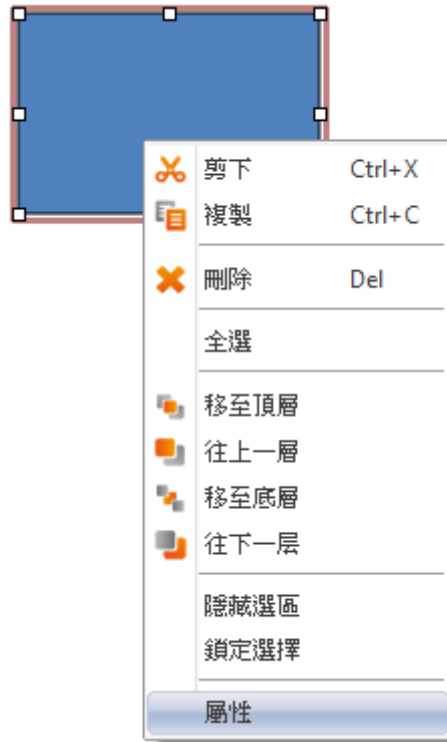 剪下 Ctrl+X
複製 Ctrl+C
刪除 Del
全選
移至頂層
往上一層
移至底層
往下一层
隱藏選區
鎖定選擇
屬性